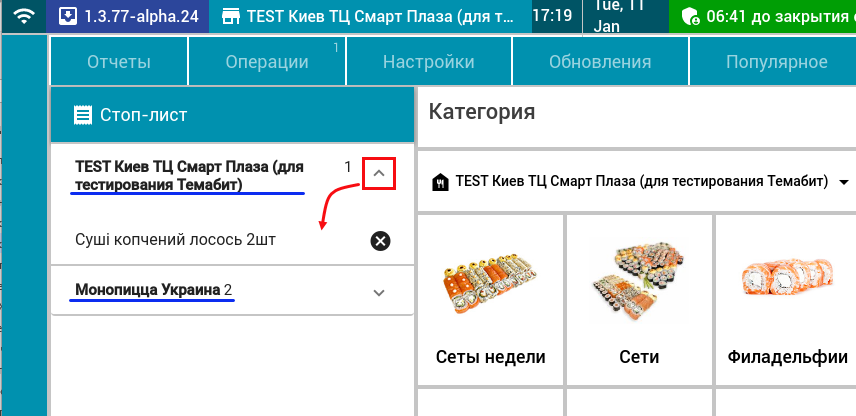 1.3.77-alpha.24
TEST Киев ТЦ Смарт Плаза (для т...
17:19
Tue, 11
Jan
06:41 до закрытия
Отчеты
Операции
1
Настройки
Обновления
Популярное
Стоп-лист
TEST Киев ТЦ Смарт Плаза (для
тестирования Темабит)
1
Суші копчений лосось 2шт
Монопицца Украина 2
Категория
TEST Киев ТЦ Смарт Плаза (для тестирования Темабит)
Сеты недели
Сети
Филадельфии